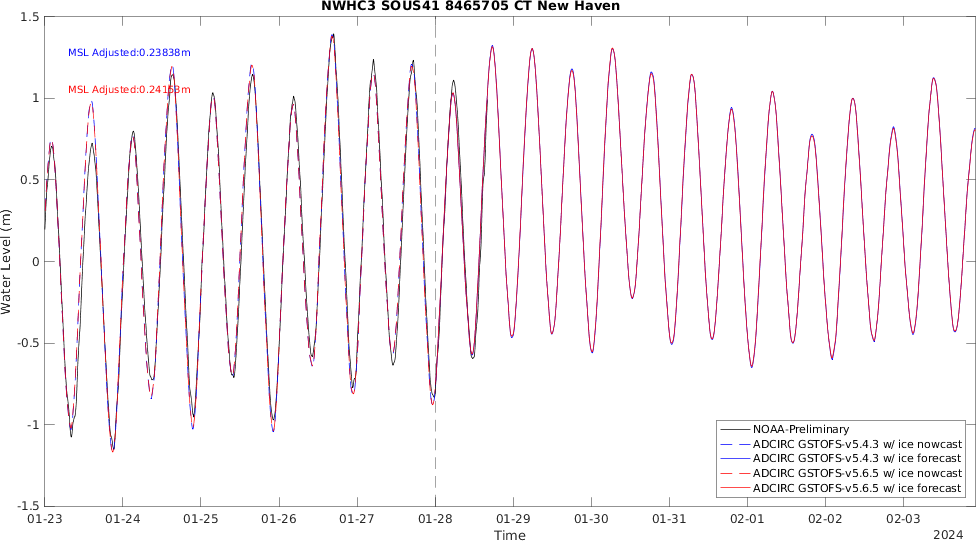 NWHC3 SOUS41 8465705 CT New Haven
1.5
MSL Adjusted:0.23838m
MSL Adjusted:0.24153m
1
0.5
0
-0.5
-1
-1.5
Water Level (m)
NOAA-Preliminary
ADCIRC GSTOFS-v5.4.3 w/ ice nowcast
ADCIRC GSTOFS-v5.4.3 w/ ice forecast
ADCIRC GSTOFS-v5.6.5 w/ ice nowcast
ADCIRC GSTOFS-v5.6.5 w/ ice forecast
01-23 01-24 01-25 01-26 01-27 01-28 01-29 01-30 01-31 02-01 02-02 02-03
Time
2024